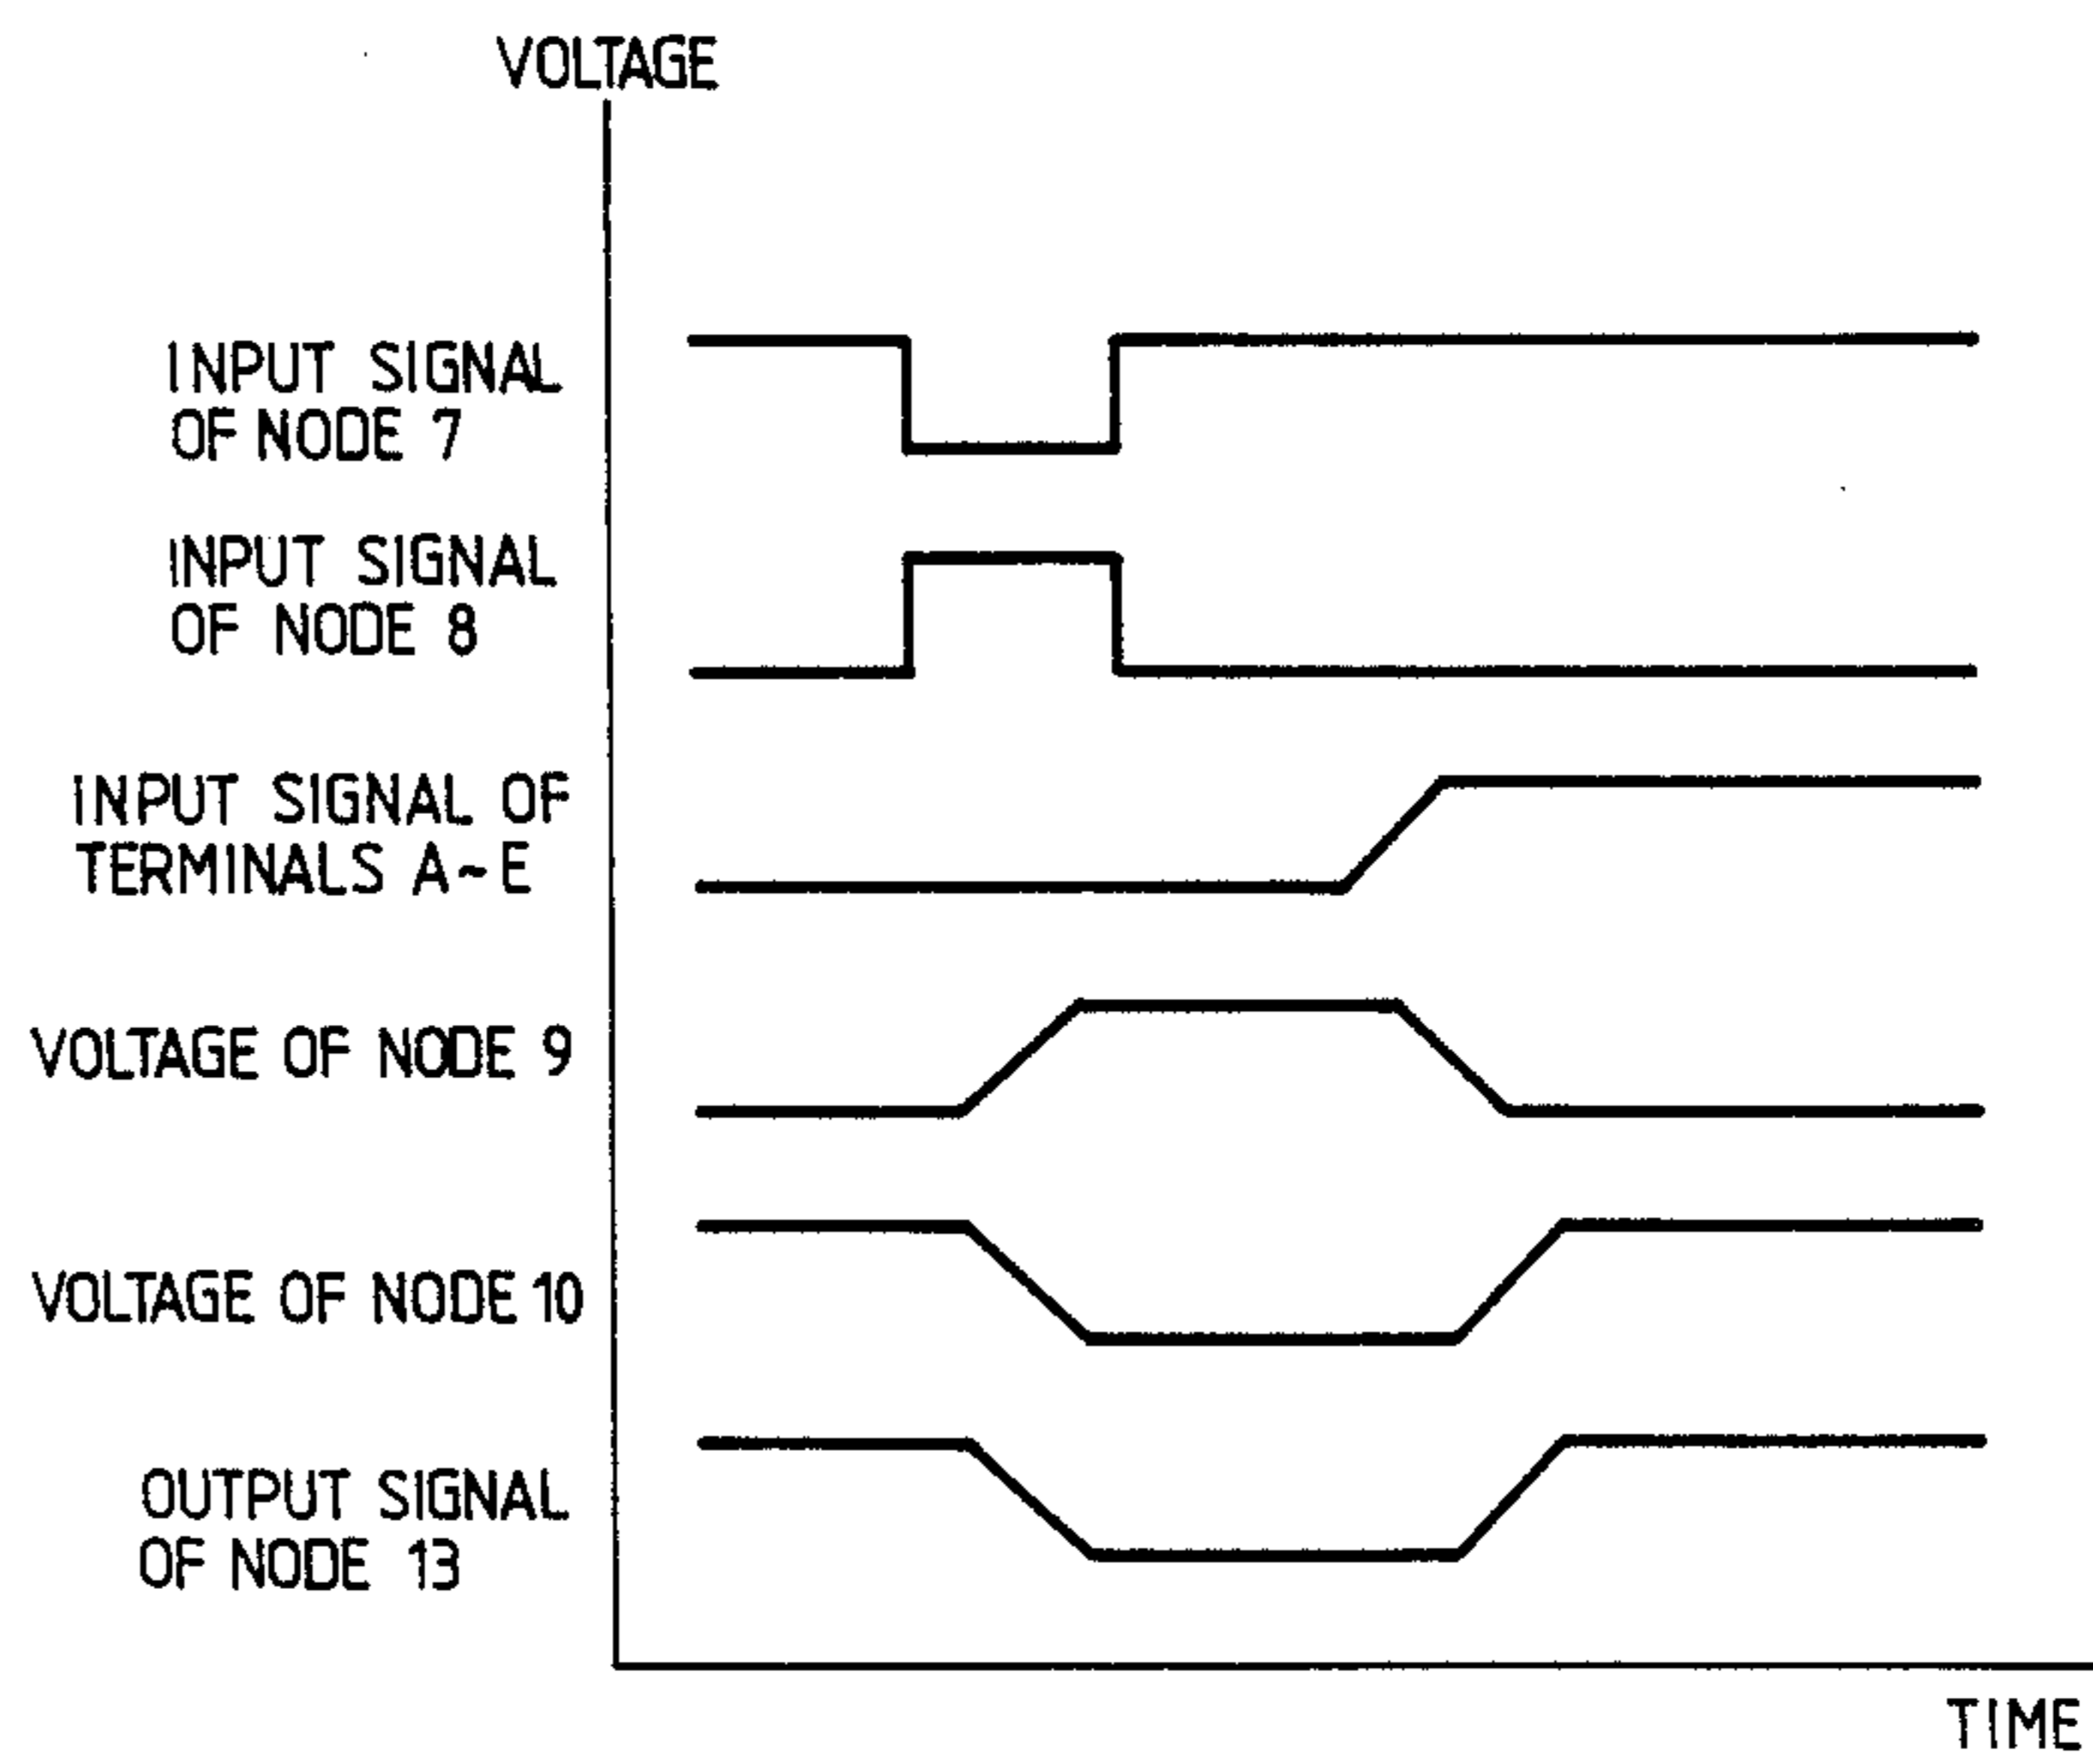 VOLTAGE
INPUT SIGNAL
OF NODE 7
INPUT SIGNAL
OF NODE 8
INPUT SIGNAL OF
TERMINALS A~E
VOLTAGE OF NODE 9
VOLTAGE OF NODE 10
OUTPUT SIGNAL
OF NODE 13
TIME